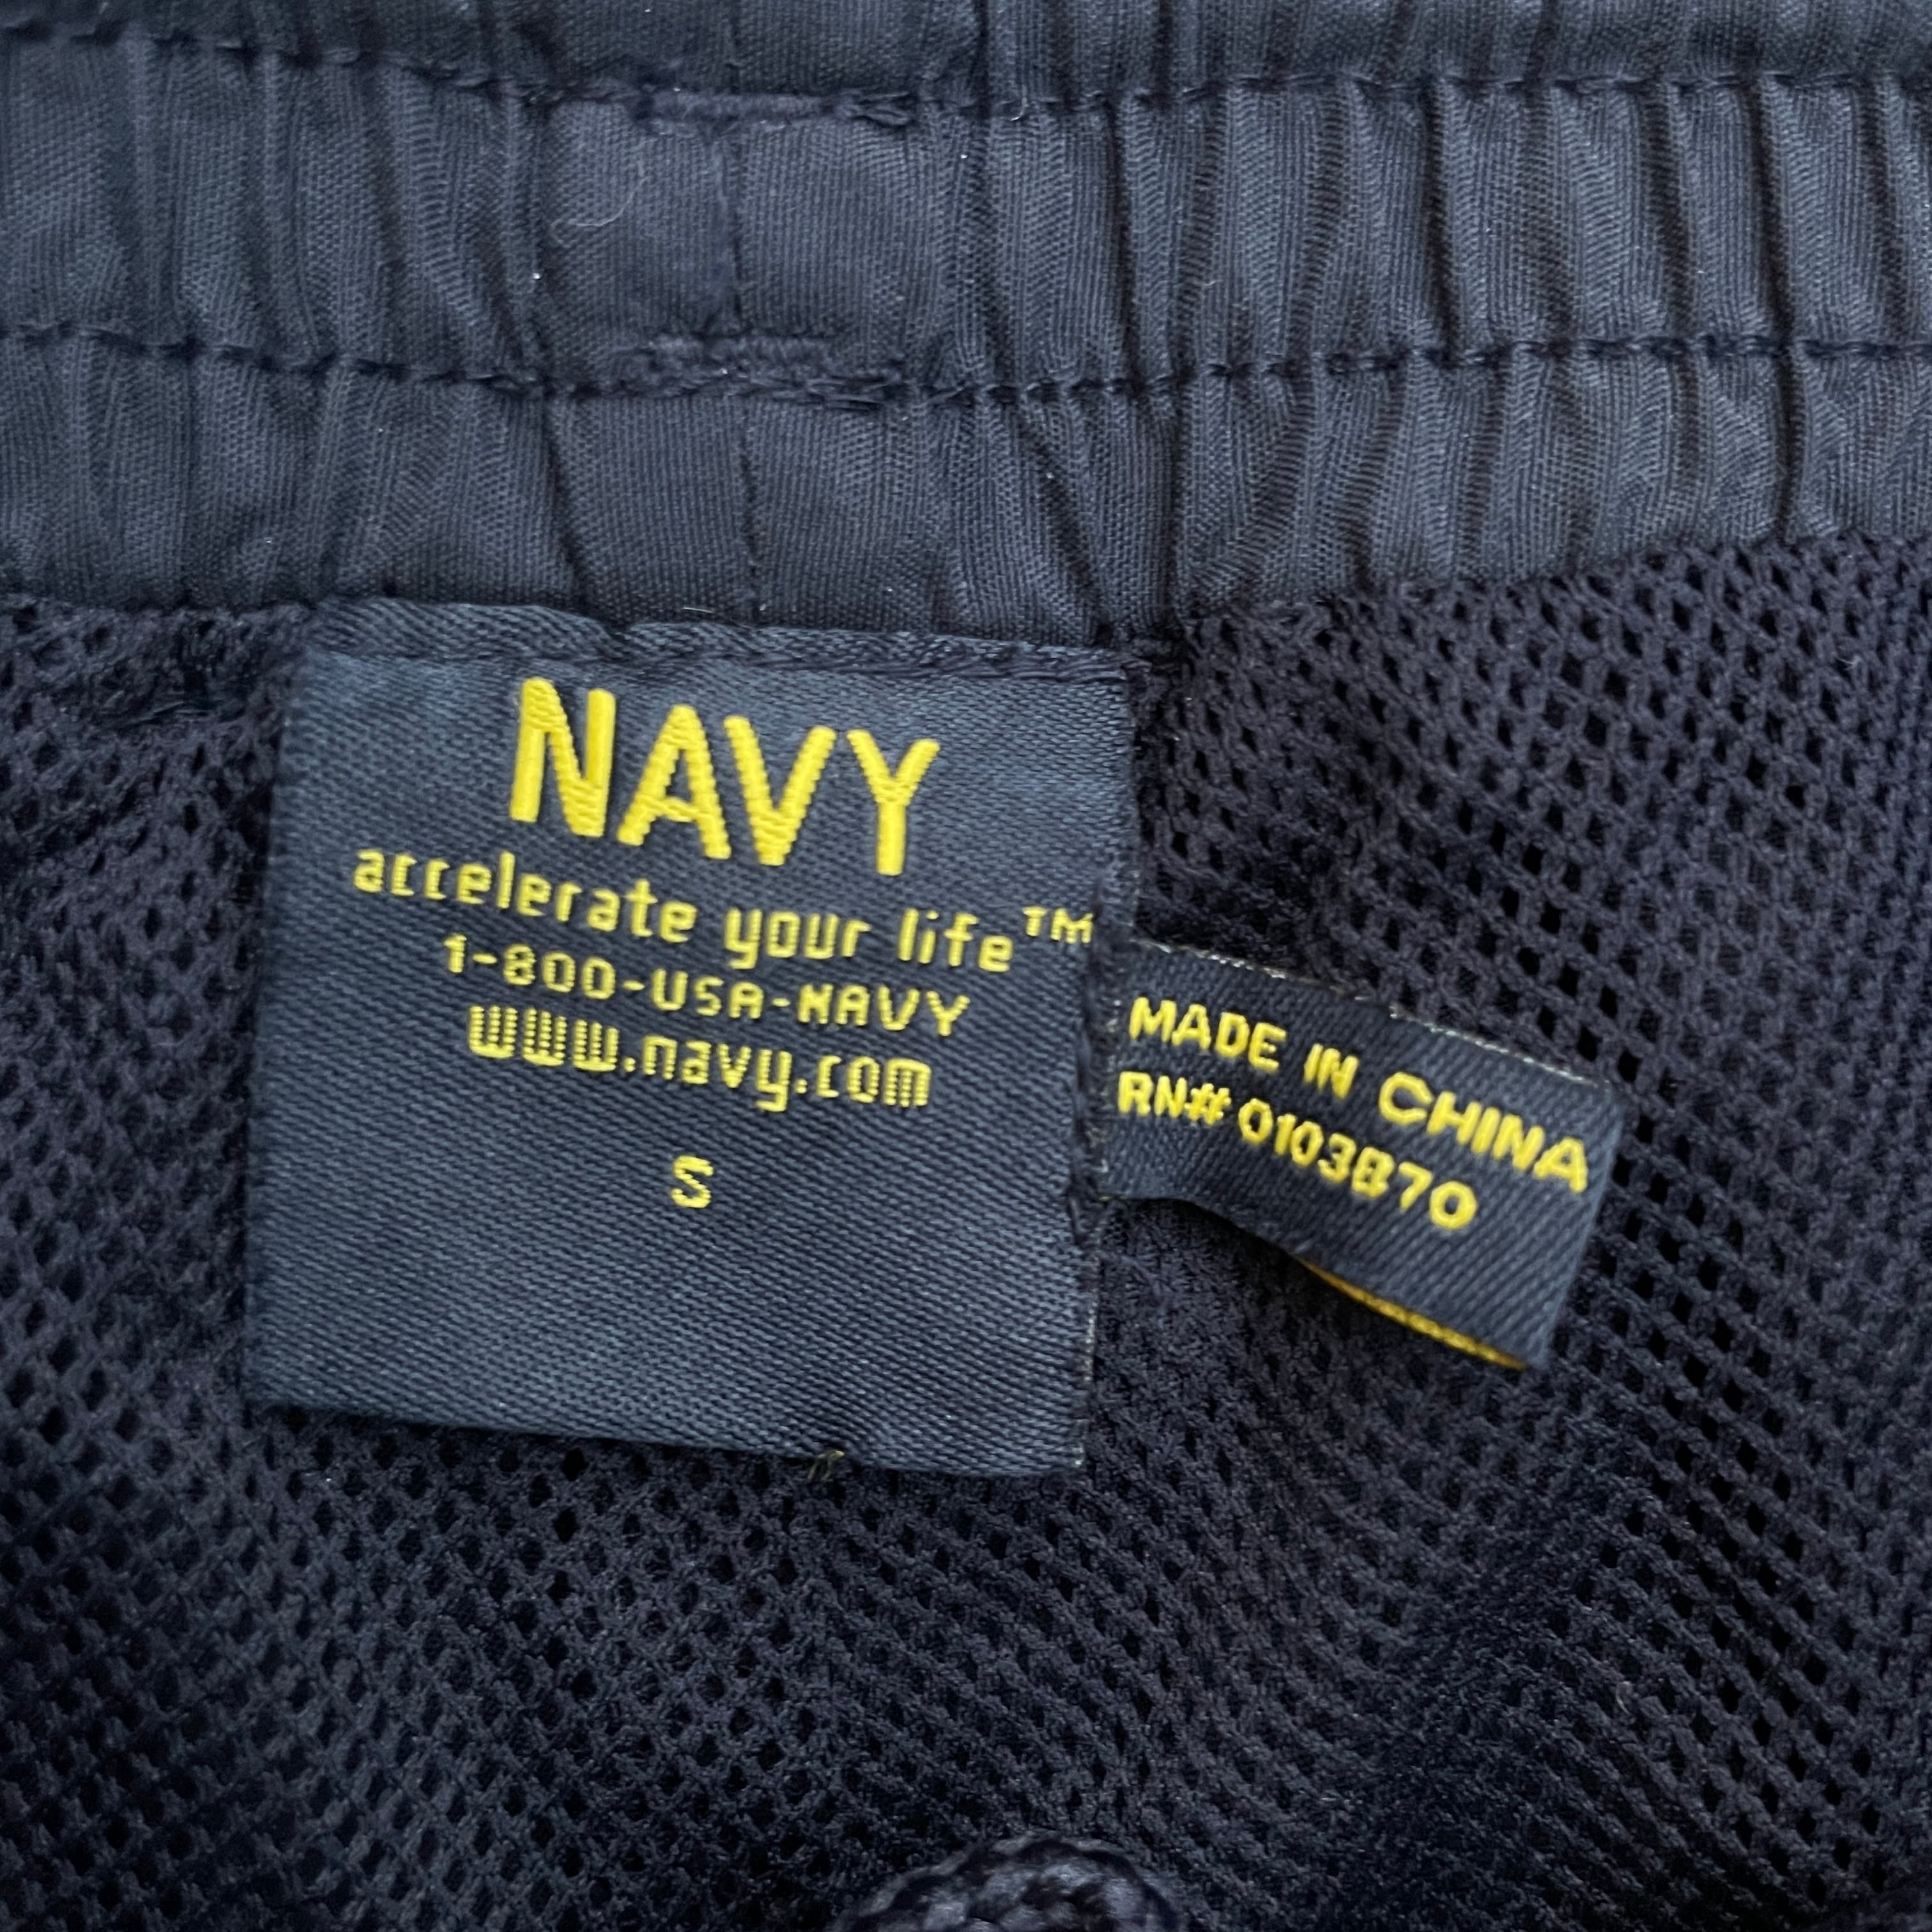 NAVY
accelerate your life™
1-800-USA-NAVY
www.navy.com
S
MADE IN CHINA
RN# 0103870